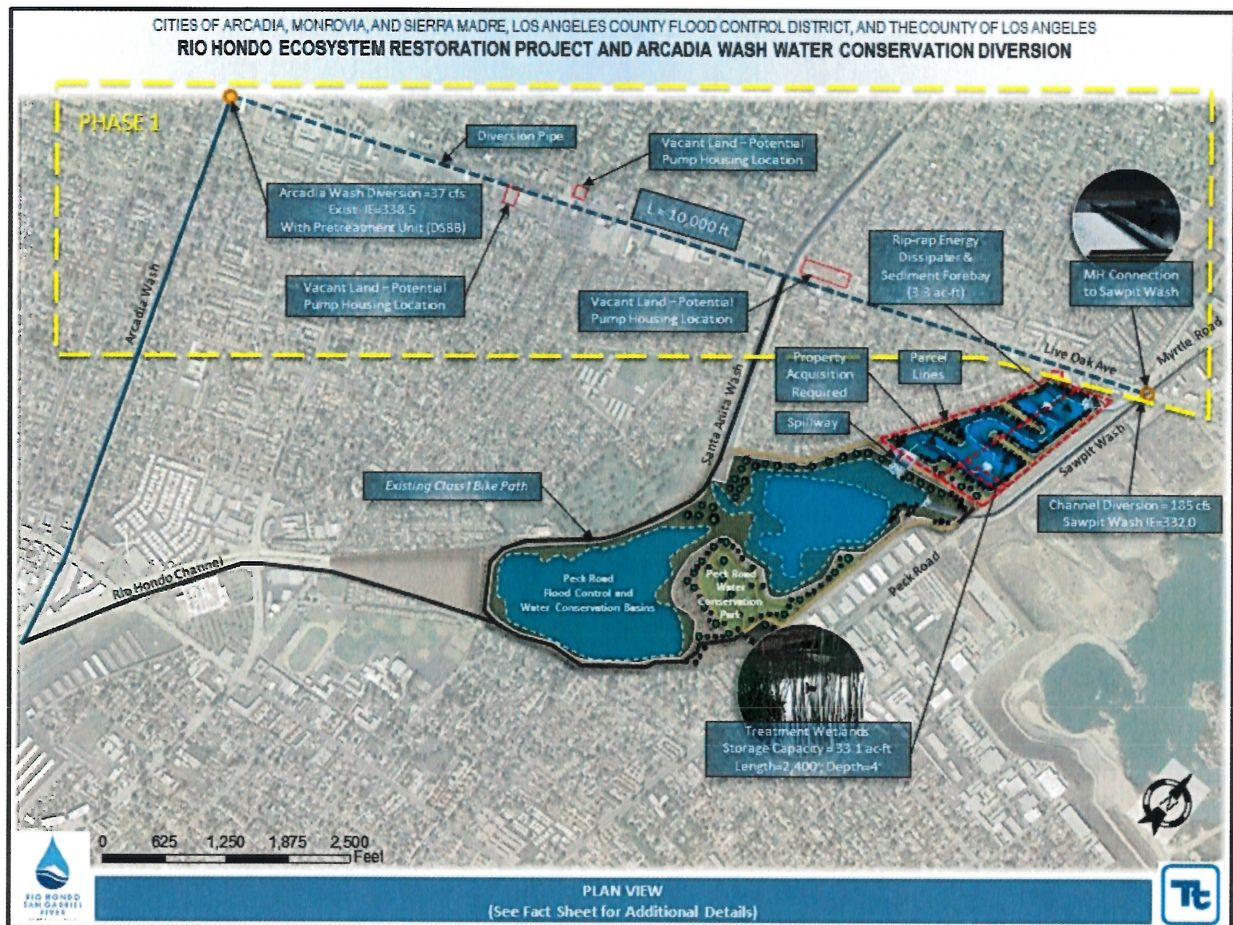 CITIES OF ARCADIA, MONROVIA, AND SIERRA MADRE, LOS ANGELES COUNTY FLOOD CONTROL DISTRICT, AND THE COUNTY OF LOS ANGELES
RIO HONDO ECOSYSTEM RESTORATION PROJECT AND ARCADIA WASH WATER CONSERVATION DIVERSION
PHASE 1
Diversion Pipe
Vacant Land – Potential
Pump Housing Location
Arcadia Wash Diversion =37 cfs
Exist IE=338.5
With Pretreatment Unit (DSBB)
L = 10,000 ft
Rip-rap Energy
Dissipater &
Sediment Forebay
(3.3 ac-ft)
MH Connection
to Sawpit Wash
Vacant Land – Potential
Pump Housing Location
Vacant Land – Potential
Pump Housing Location
Arcadia Wash
Live Oak Ave
Myrtle Road
Property
Acquisition
Required
Parcel
Lines
Spillway
Santa Anita Wash
Sawpit Wash
Existing Class I Bike Path
Channel Diversion = 185 cfs
Sawpit Wash IE=332.0
Rio Hondo Channel
Peck Road
Flood Control and
Water Conservation Basins
Peck Road
Water
Conservation
Park
Peck Road
Treatment Wetlands
Storage Capacity = 33.1 ac-ft
Length=2,400', Depth=4'
0 625 1,250 1,875 2,500
Feet
RIO HONDO
SAN GABRIEL
RIVER
PLAN VIEW
(See Fact Sheet for Additional Details)
Tt